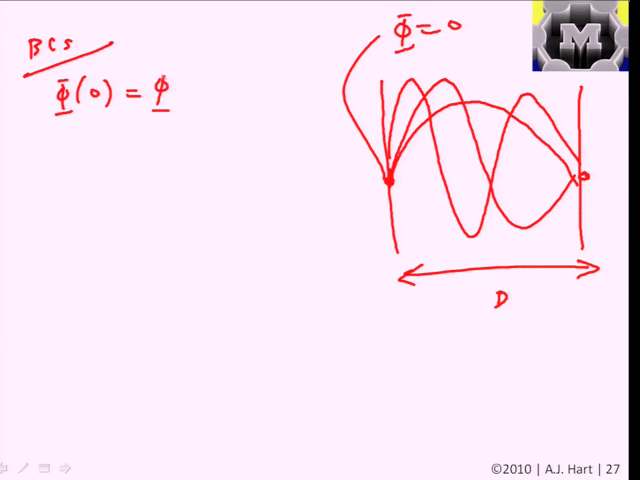 BCS
Φ(0) = Φ
Φ = 0
D
M
©2010 | A.J. Hart | 27